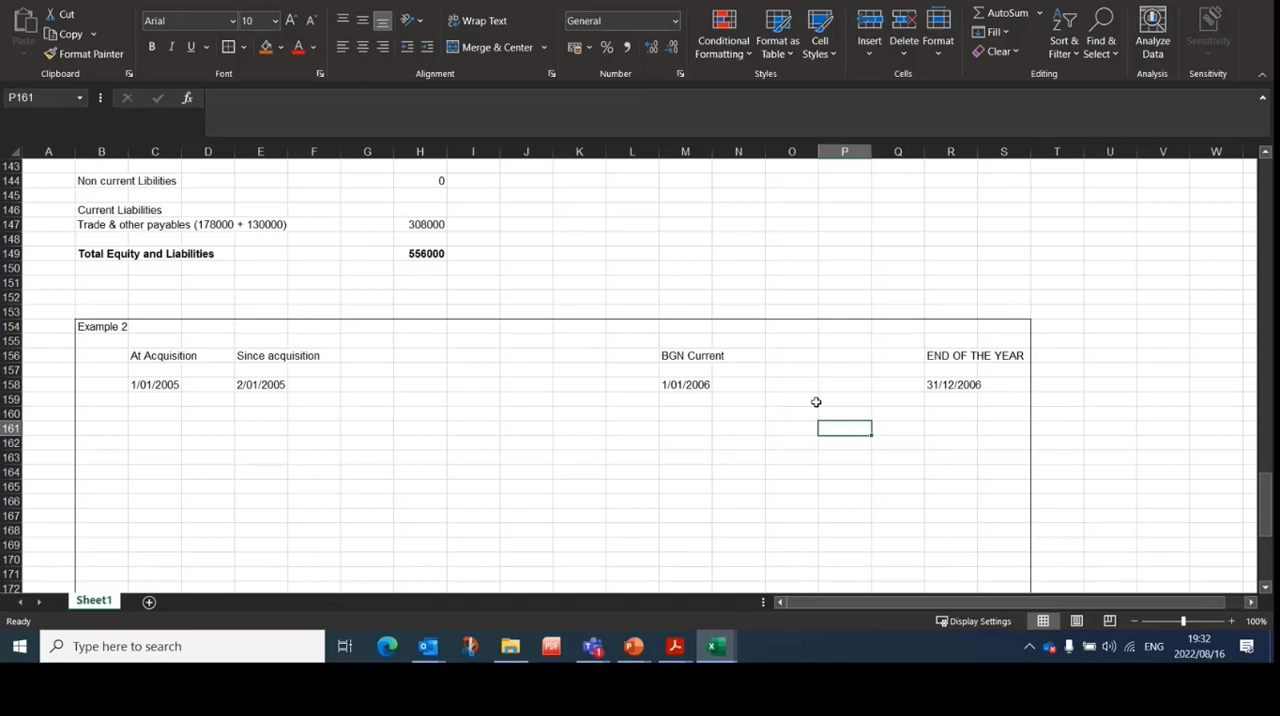 Cut
Copy
Format Painter
Paste
Clipboard
Arial 10
B I U
Font
Wrap Text
Merge & Center
Alignment
General
Number
Conditional Formatting
Format as Table
Cell Styles
Styles
Insert Delete Format
Cells
AutoSum
Fill
Clear
Sort & Filter
Find & Select
Editing
Analyze Data
Analysis
Sensitivity
Sensitivity
P161
fx
A B C D E F G H I J K L M N O P Q R S T U V W
143
144 Non current Libilities 0
145
146 Current Liabilities
147 Trade & other payables (178000 + 130000) 308000
148
149 Total Equity and Liabilities 556000
150
151
152
153
154 Example 2
155
156 At Acquisition Since acquisition BGN Current END OF THE YEAR
157
158 1/01/2005 2/01/2005 1/01/2006 31/12/2006
159
160
161
162
163
164
165
166
167
168
169
170
171
172
Sheet1
Ready
Display Settings
100%
Type here to search
PDF
ENG
19:32
2022/08/16